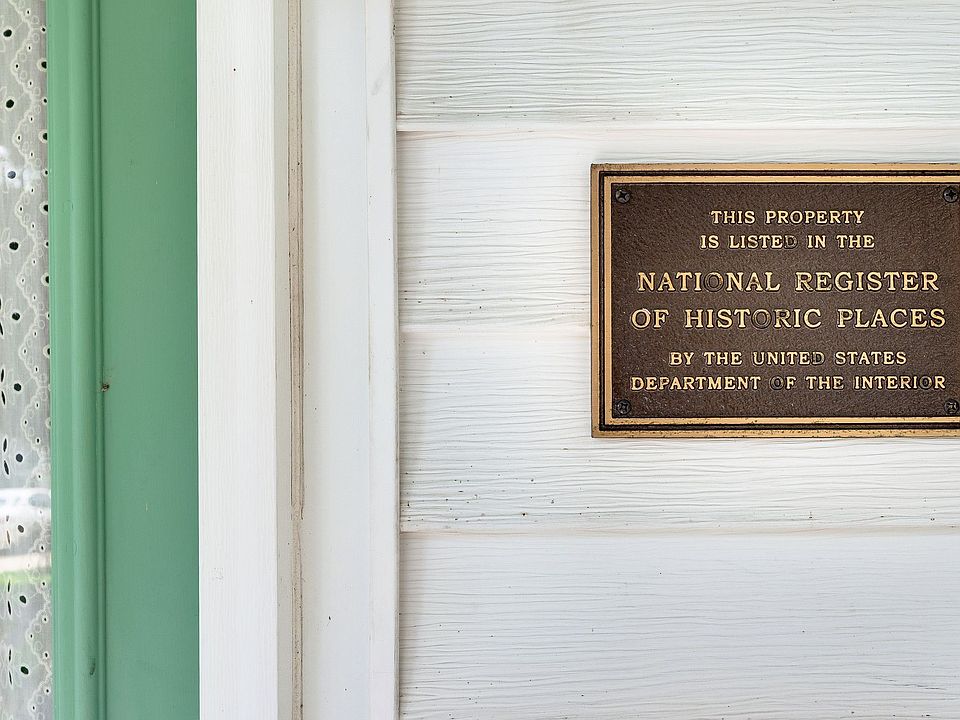 THIS PROPERTY
IS LISTED IN THE
NATIONAL REGISTER
OF HISTORIC PLACES
BY THE UNITED STATES
DEPARTMENT OF THE INTERIOR